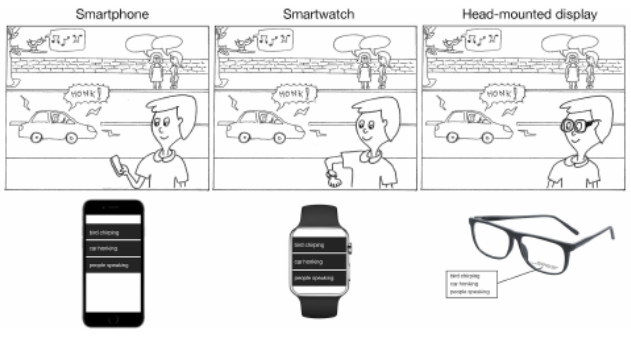 Smartphone
Smartwatch
Head-mounted display
HONK!
HONK!
HONK!
bird chirping
car honking
people speaking
bird chirping
car honking
people speaking
bird chirping
car honking
people speaking